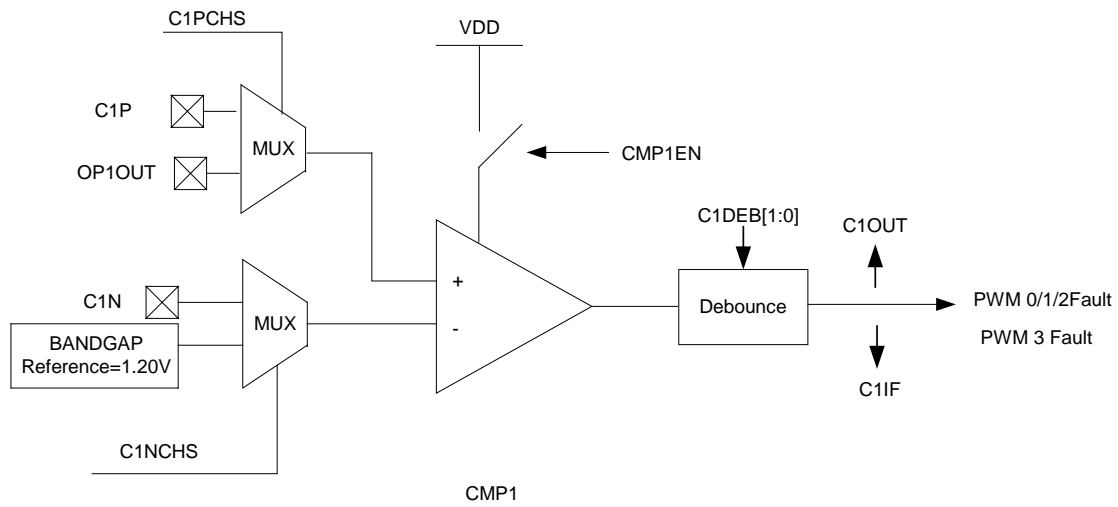 C1PCHS
VDD
C1P
MUX
OP1OUT
CMP1EN
C1DEB[1:0]
C1OUT
+
C1N
Debounce
PWM 0/1/2Fault
MUX
-
BANDGAP
Reference=1.20V
PWM 3 Fault
C1IF
C1NCHS
CMP1